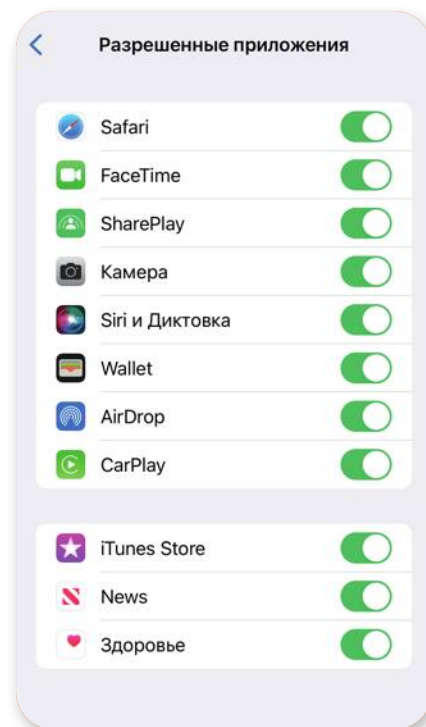 Разрешенные приложения
Safari
FaceTime
SharePlay
Камера
Siri и Диктовка
Wallet
AirDrop
CarPlay
iTunes Store
News
Здоровье